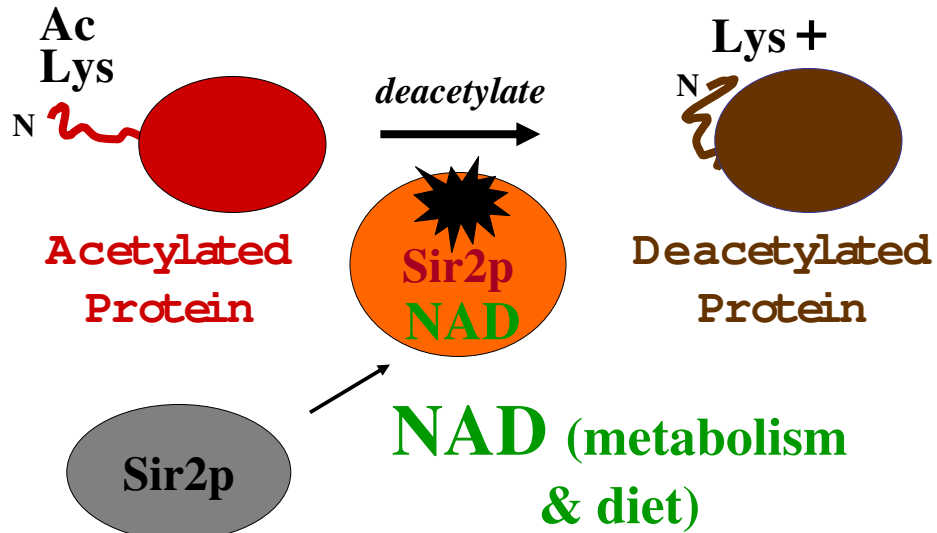 Ac
Lys
N
deacetylate
Lys +
N
Acetylated
Protein
Sir2p
NAD
Deacetylated
Protein
Sir2p
NAD (metabolism
& diet)